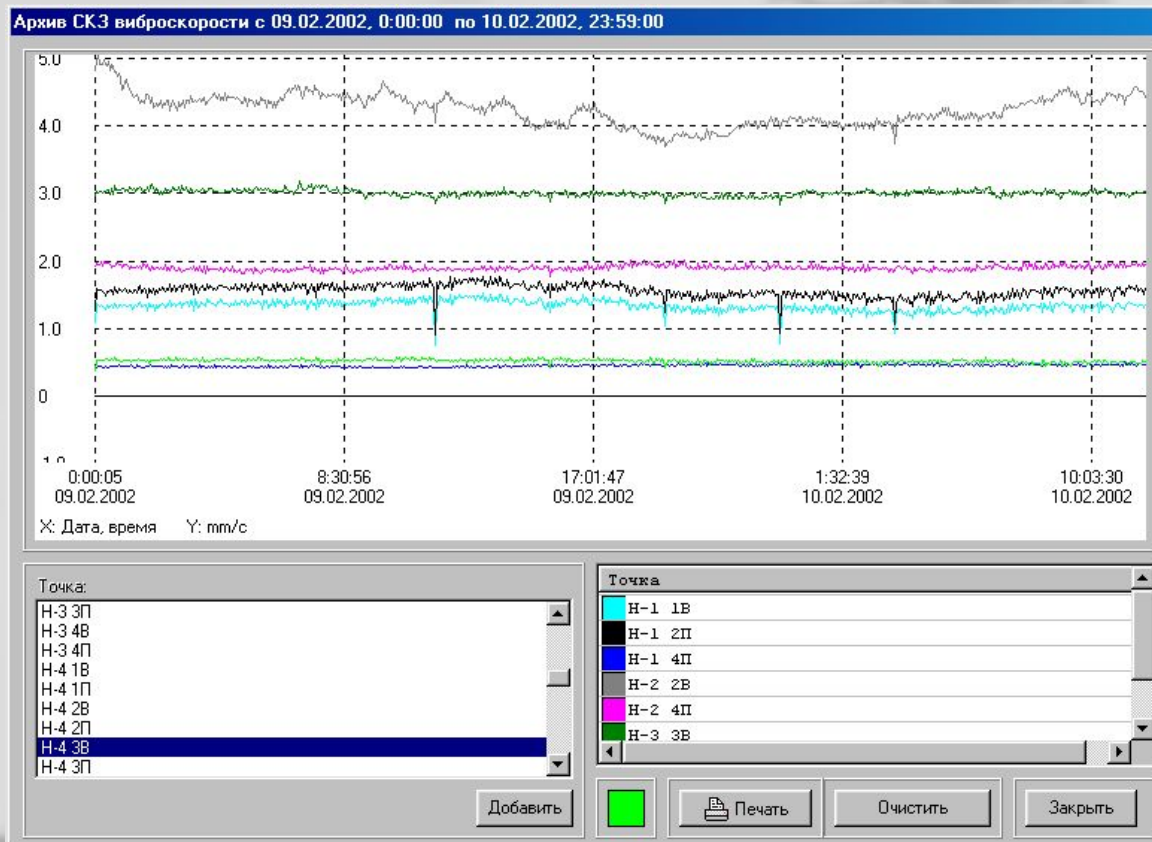 Архив СКЗ виброскорости с 09.02.2002, 0:00:00 по 10.02.2002, 23:59:00
5.0
4.0
3.0
2.0
1.0
0
0:00:05 8:30:56 17:01:47 1:32:39 10:03:30
09.02.2002 09.02.2002 09.02.2002 10.02.2002 10.02.2002
X: Дата, время Y: mm/c
Точка:
Н-3 3П
Н-3 4В
Н-3 4П
Н-4 1В
Н-4 1П
Н-4 2В
Н-4 2П
Н-4 3В
Н-4 3П
Добавить
Точка
Н-1 1В
Н-1 2П
Н-1 4П
Н-2 2В
Н-2 4П
Н-3 3В
Печать
Очистить
Закрыть